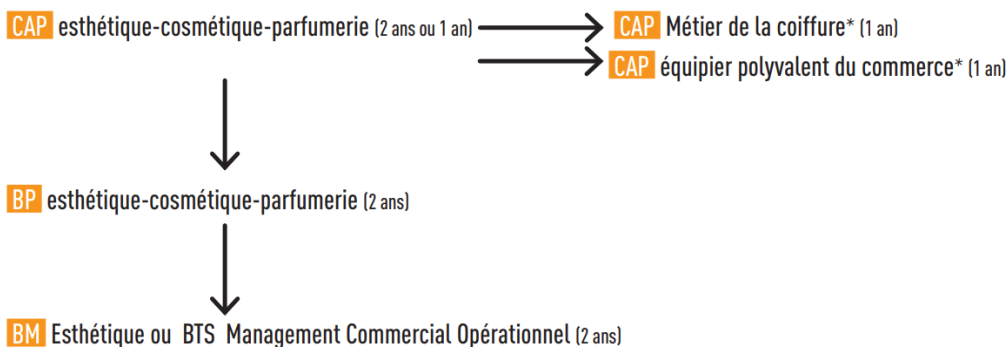 CAP esthétique-cosmétique-parfumerie (2 ans ou 1 an)
CAP Métier de la coiffure* (1 an)
CAP équipier polyvalent du commerce* (1 an)
BP esthétique-cosmétique-parfumerie (2 ans)
BM Esthétique ou BTS Management Commercial Opérationnel (2 ans)